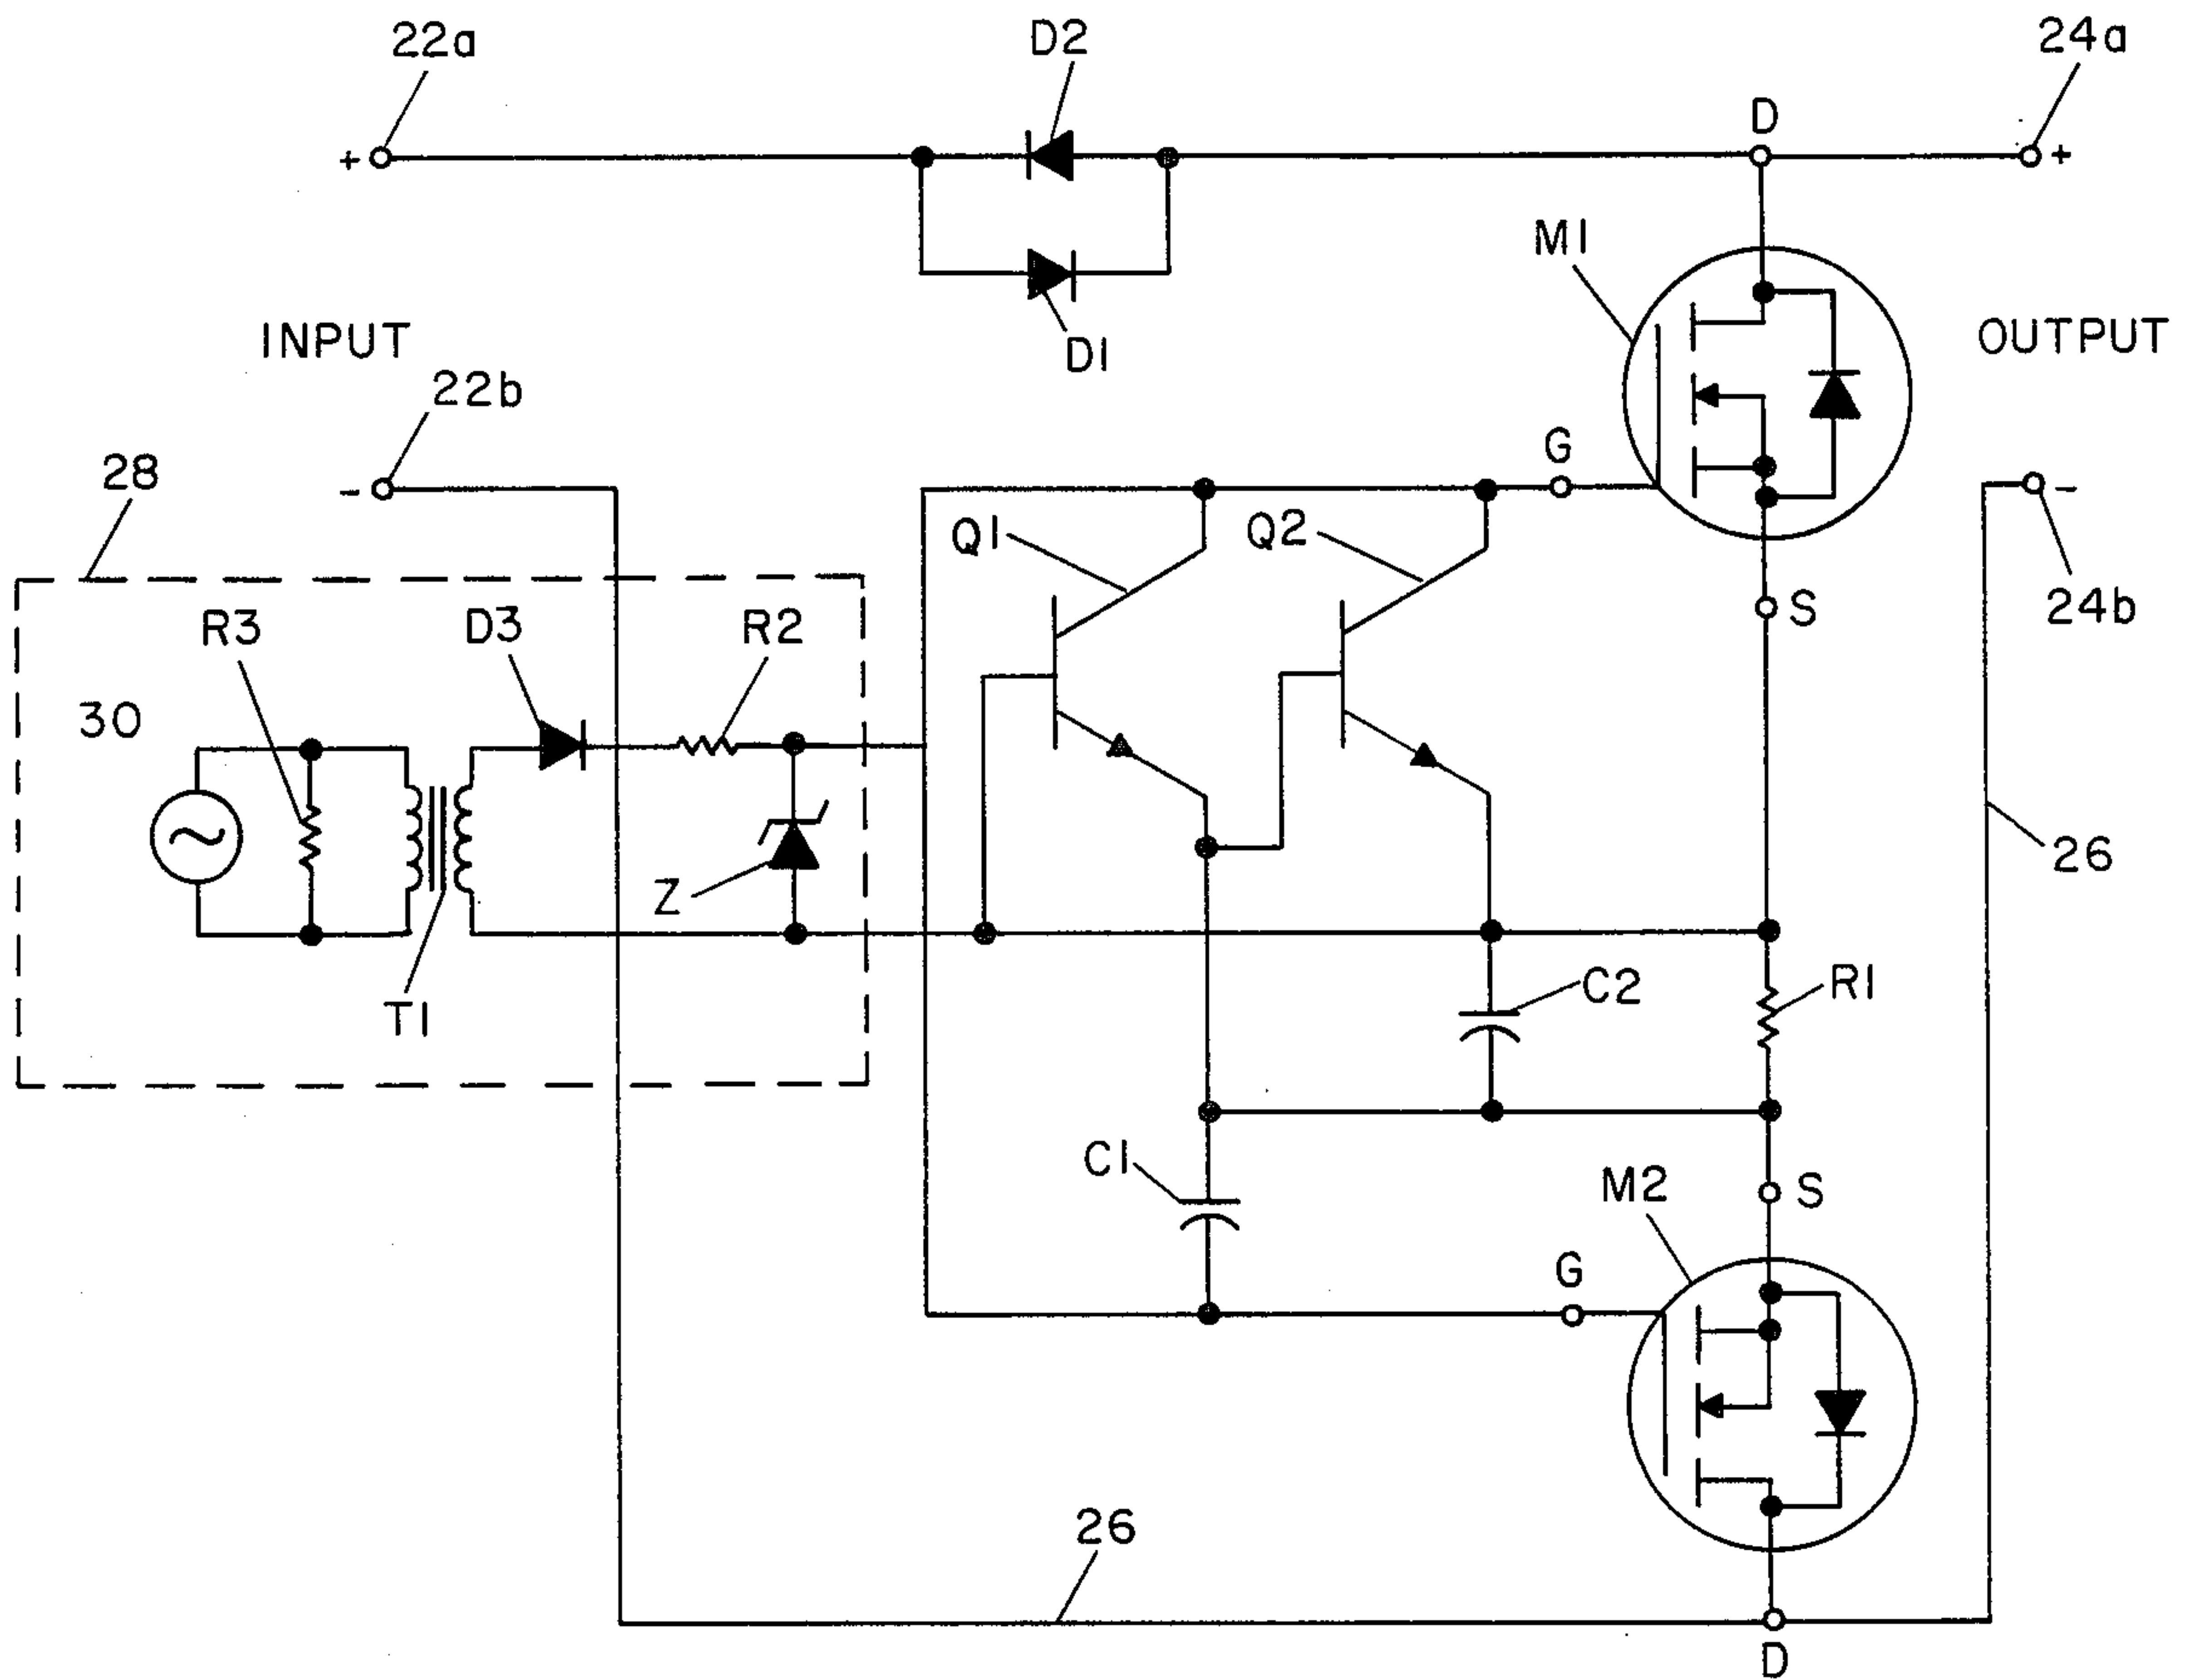 22a
D2
24a
D
+
+
M1
D1
INPUT
OUTPUT
22b
G
28
-
-
Q1
Q2
24b
S
R3
D3
R2
30
Z
26
T1
C2
R1
C1
M2
S
G
26
D